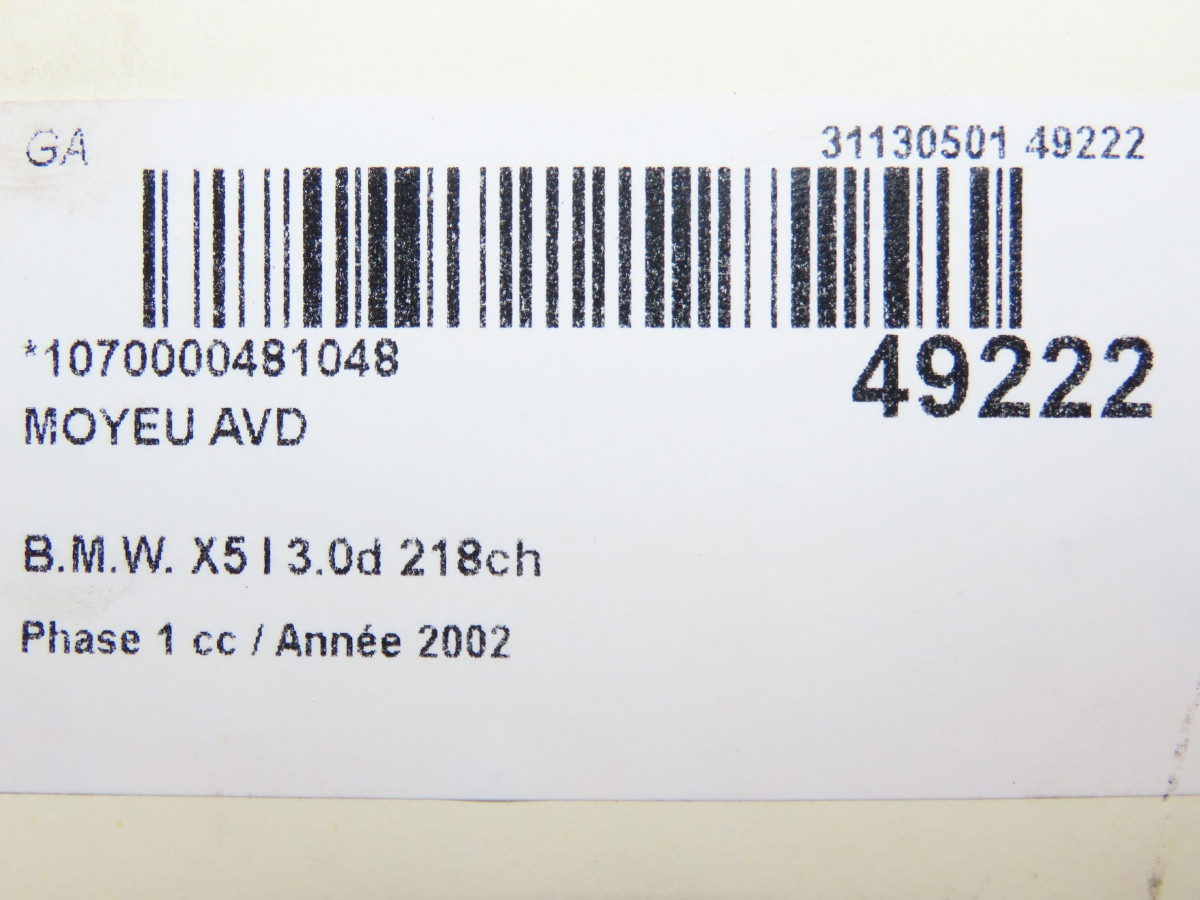 GA
31130501 49222
*1070000481048
49222
MOYEU AVD
B.M.W. X5 I 3.0d 218ch
Phase 1 cc / Année 2002